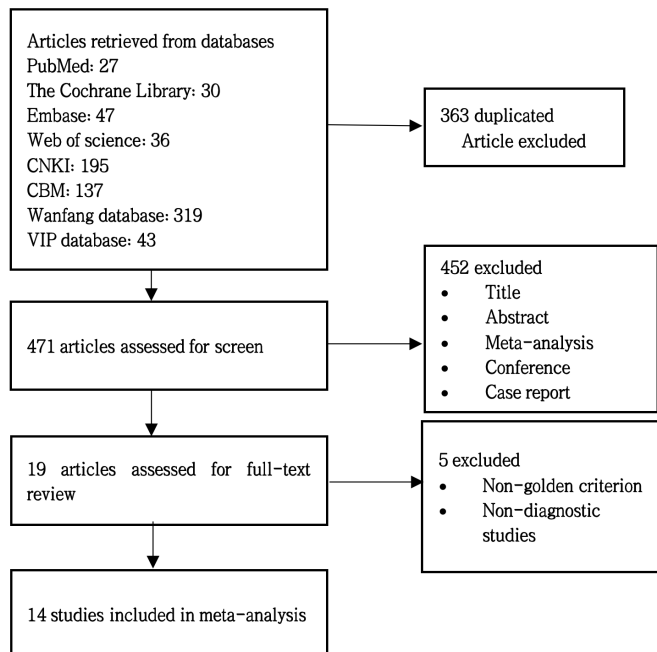 Articles retrieved from databases
PubMed: 27
The Cochrane Library: 30
Embase: 47
Web of science: 36
CNKI: 195
CBM: 137
Wanfang database: 319
VIP database: 43
363 duplicated
Article excluded
471 articles assessed for screen
452 excluded
• Title
• Abstract
• Meta-analysis
• Conference
• Case report
19 articles assessed for full-text
review
5 excluded
• Non-golden criterion
• Non-diagnostic
studies
14 studies included in meta-analysis